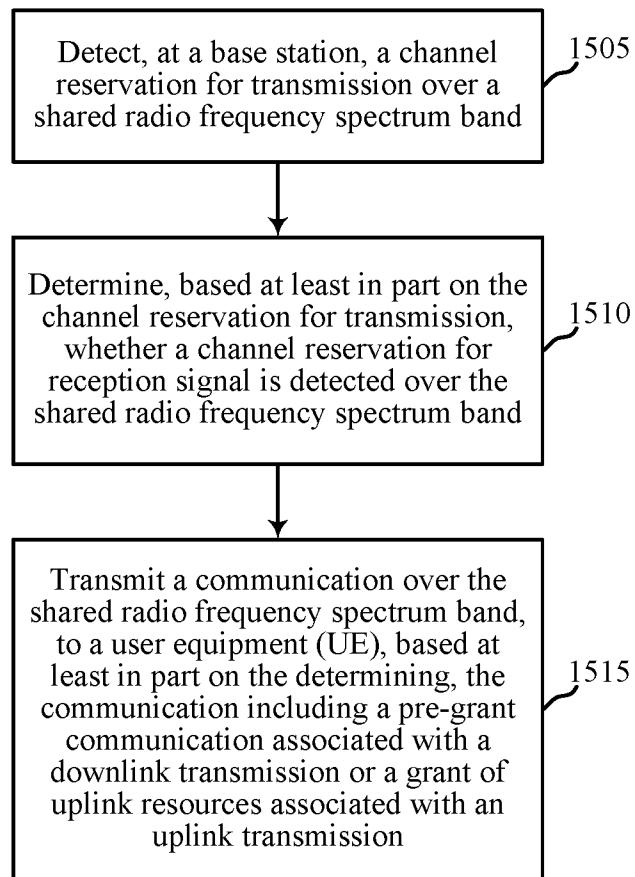 Detect, at a base station, a channel
reservation for transmission over a
shared radio frequency spectrum band
1505
Determine, based at least in part on the
channel reservation for transmission,
whether a channel reservation for
reception signal is detected over the
shared radio frequency spectrum band
1510
Transmit a communication over the
shared radio frequency spectrum band,
to a user equipment (UE), based at
least in part on the determining, the
communication including a pre-grant
communication associated with a
downlink transmission or a grant of
uplink resources associated with an
uplink transmission
1515